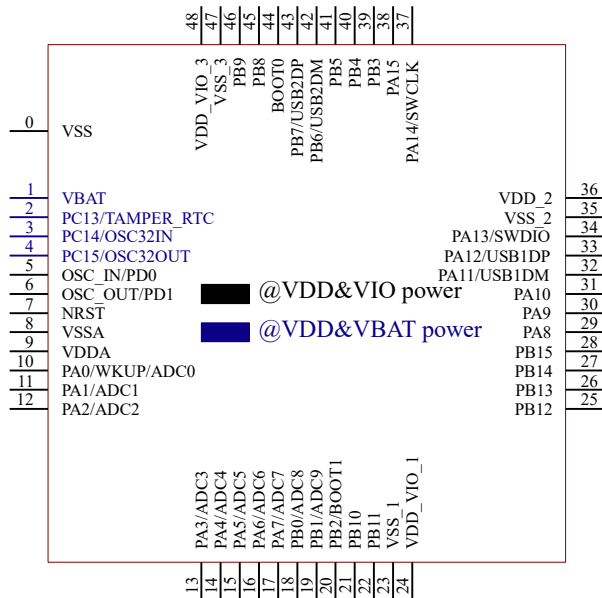 48
47
46
45
44
43
42
41
40
39
38
37
VDD_VIO_3
VSS_3
PB9
PB8
BOOT0
PB7/USB2DP
PB6/USB2DM
PB5
PB4
PB3
PA15
PA14/SWCLK
0 VSS
1 VBAT
2 PC13/TAMPER_RTC
3 PC14/OSC32IN
4 PC15/OSC32OUT
5 OSC_IN/PD0
6 OSC_OUT/PD1
7 NRST
8 VSSA
9 VDDA
10 PA0/WKUP/ADC0
11 PA1/ADC1
12 PA2/ADC2
@VDD&VIO power
@VDD&VBAT power
VDD_2 36
VSS_2 35
PA13/SWDIO 34
PA12/USB1DP 33
PA11/USB1DM 32
PA10 31
PA9 30
PA8 29
PB15 28
PB14 27
PB13 26
PB12 25
PA3/ADC3
PA4/ADC4
PA5/ADC5
PA6/ADC6
PA7/ADC7
PB0/ADC8
PB1/ADC9
PB2/BOOT1
PB10
PB11
VSS_1
VDD_VIO_1
13
14
15
16
17
18
19
20
21
22
23
24